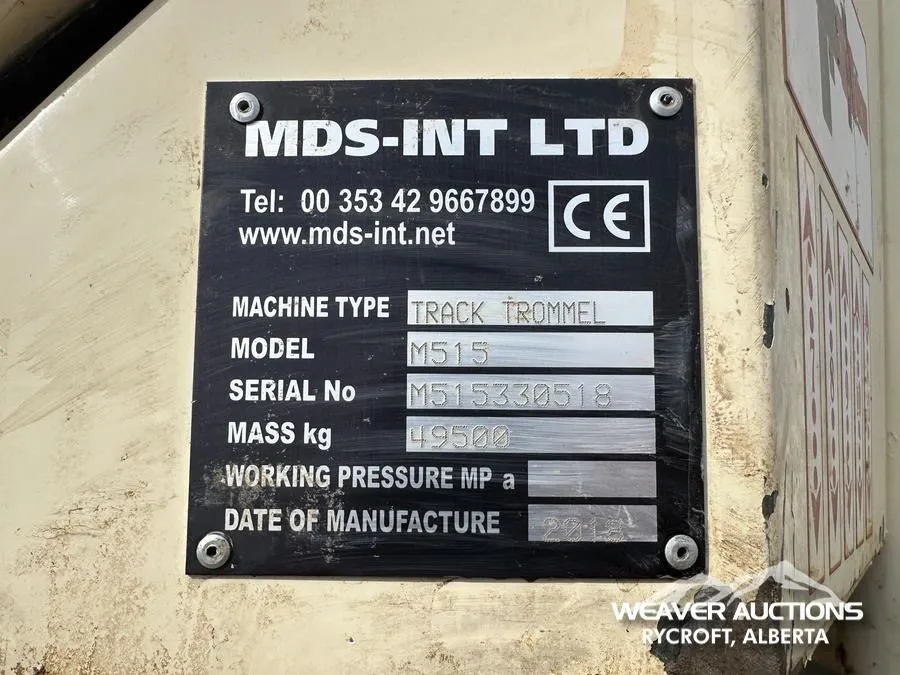 MDS-INT LTD
Tel: 00 353 42 9667899
www.mds-int.net
CE
MACHINE TYPE TRACK TROMMEL
MODEL M515
SERIAL No M515330518
MASS kg 49500
WORKING PRESSURE MP a
DATE OF MANUFACTURE 2018
WEAVER AUCTIONS
RYCROFT, ALBERTA